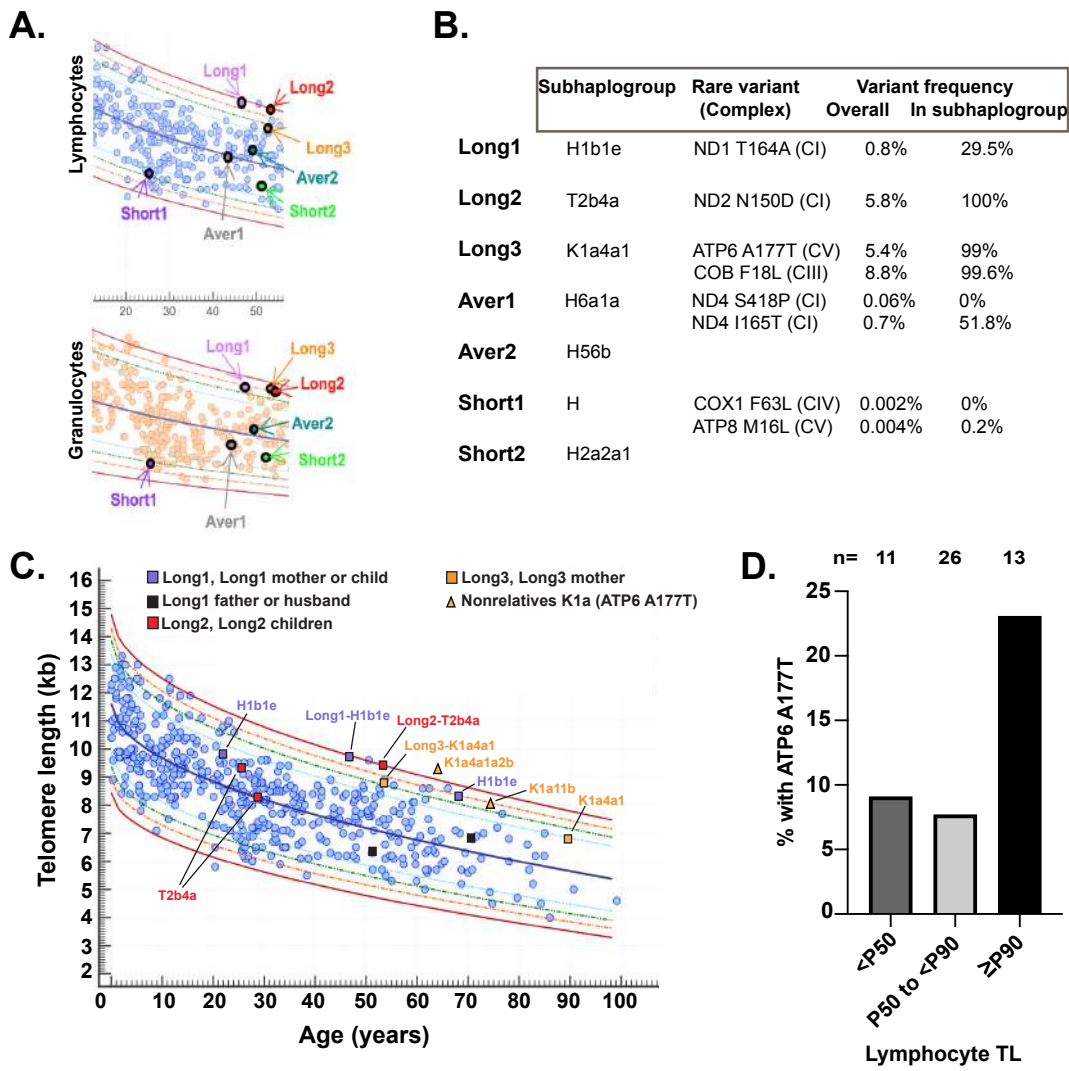 A.
Lymphocytes
Long1
Long2
Long3
Aver2
Short1
Short2
Aver1
20 40 50
Granulocytes
Long1
Long3
Long2
Aver2
Short2
Short1
Aver1
B.
Subhaplogroup Rare variant Variant frequency
(Complex) Overall In subhaplogroup
Long1 H1b1e ND1 T164A (CI) 0.8% 29.5%
Long2 T2b4a ND2 N150D (CI) 5.8% 100%
Long3 K1a4a1 ATP6 A177T (CV) 5.4% 99%
COB F18L (CIII) 8.8% 99.6%
Aver1 H6a1a ND4 S418P (CI) 0.06% 0%
ND4 I165T (CI) 0.7% 51.8%
Aver2 H56b
Short1 H COX1 F63L (CIV) 0.002% 0%
ATP8 M16L (CV) 0.004% 0.2%
Short2 H2a2a1
C.
Long1, Long1 mother or child
Long1 father or husband
Long2, Long2 children
Long3, Long3 mother
Nonrelatives K1a (ATP6 A177T)
Telomere length (kb)
16
15
14
13
12
11
10
9
8
7
6
5
4
3
2
H1b1e
Long1-H1b1e
Long2-T2b4a
Long3-K1a4a1
K1a4a1a2b
H1b1e
K1a11b
K1a4a1
T2b4a
0 10 20 30 40 50 60 70 80 90 100
Age (years)
D.
n= 11 26 13
% with ATP6 A177T
25
20
15
10
5
0
<P50
P50 to <P90
≥P90
Lymphocyte TL